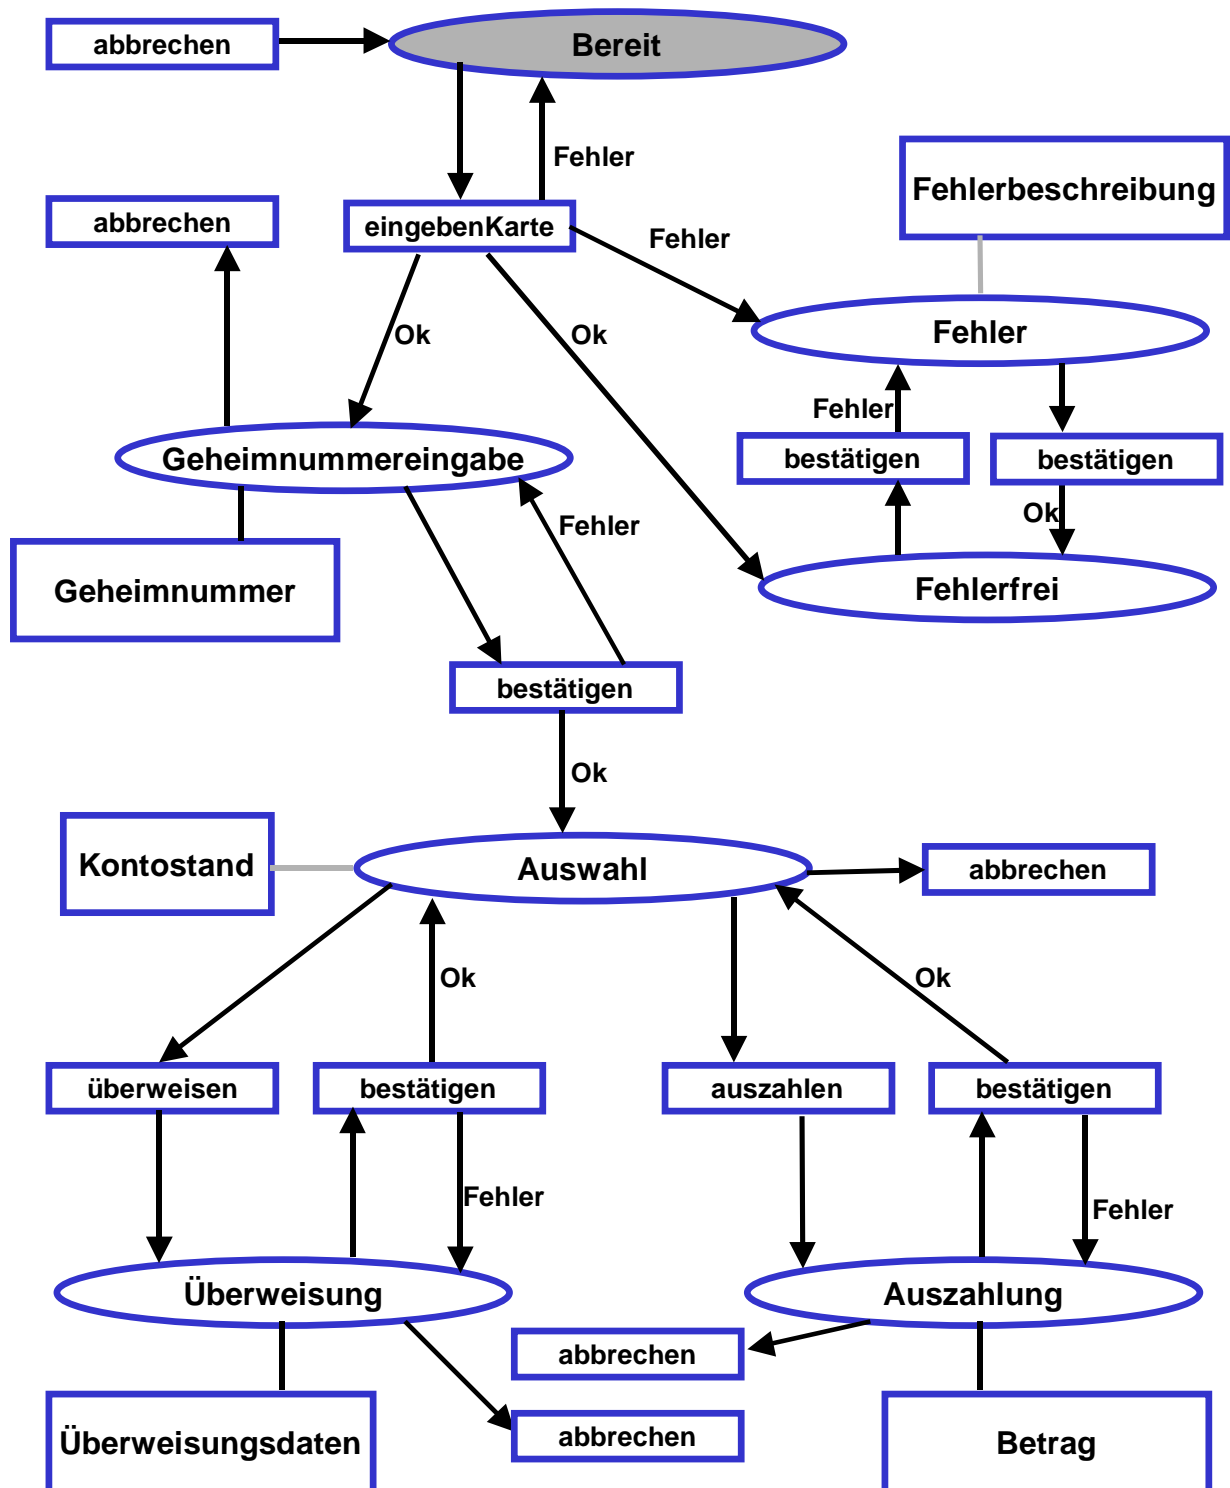 abbrechen
Bereit
Fehler
Fehlerbeschreibung
abbrechen
eingebenKarte
Fehler
Ok
Ok
Fehler
Fehler
bestätigen
bestätigen
Geheimnummereingabe
Fehler
Ok
Geheimnummer
Fehlerfrei
bestätigen
Ok
Kontostand
Auswahl
abbrechen
Ok
Ok
überweisen
bestätigen
auszahlen
bestätigen
Fehler
Fehler
Überweisung
Auszahlung
abbrechen
Überweisungsdaten
abbrechen
Betrag